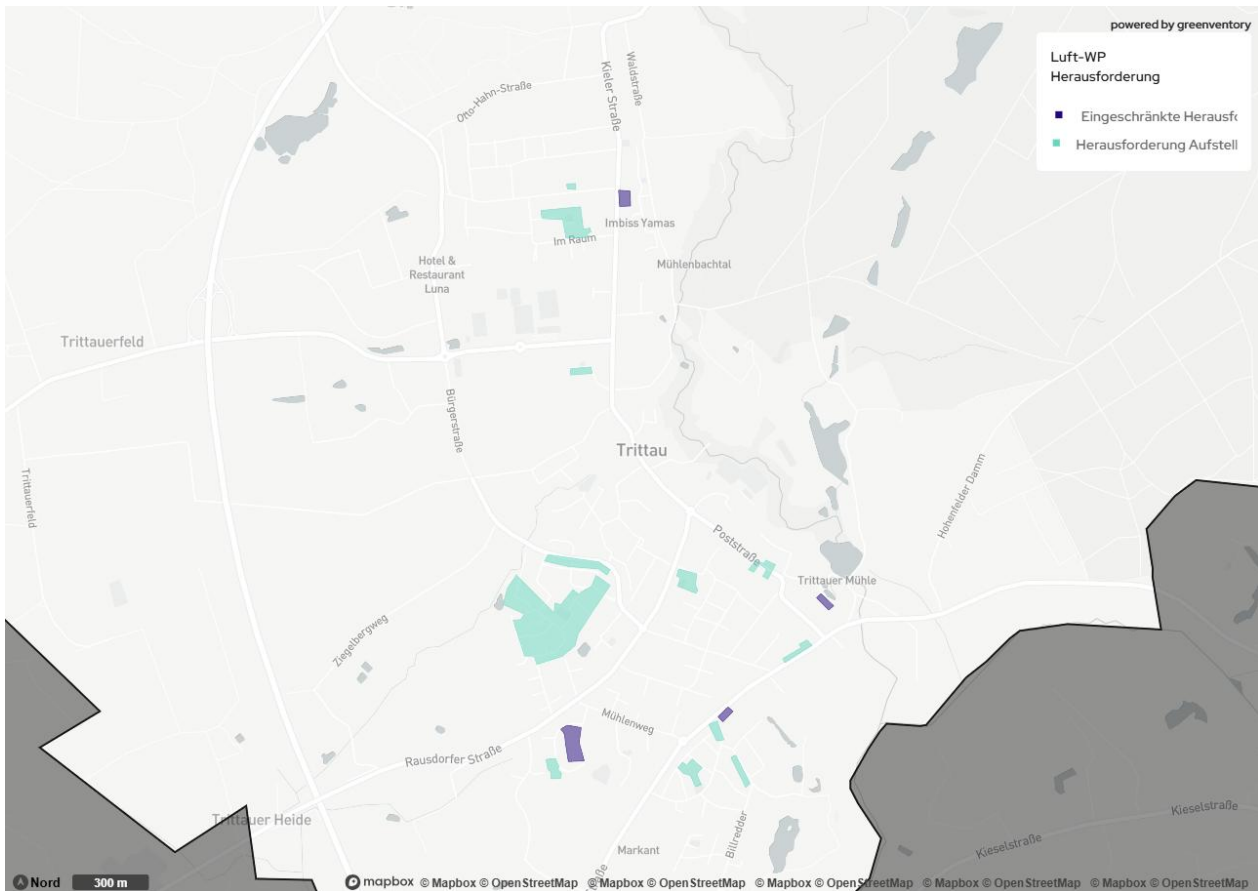 powered by greenventory
Luft-WP
Herausforderung
Eingeschränkte Herausf
Herausforderung Aufstell
Otto-Hahn-Straße
Kieler Straße
Waldstraße
Imbiss Yamas
Im Raum
Mühlenbachtal
Hotel &
Restaurant
Luna
Trittauerfeld
Bürgerstraße
Trittau
Trittauerfeld
Hohenfelder Damm
Poststraße
Trittauer Mühle
Ziegelbergweg
Mühlenweg
Rausdorfer Straße
Trittauer Heide
Billredder
Markant
Kieselstraße
Kieselstraße
Nord
300 m
mapbox © Mapbox © OpenStreetMap © Mapbox © OpenStreetMap © Mapbox © OpenStreetMap © Mapbox © OpenStreetMap